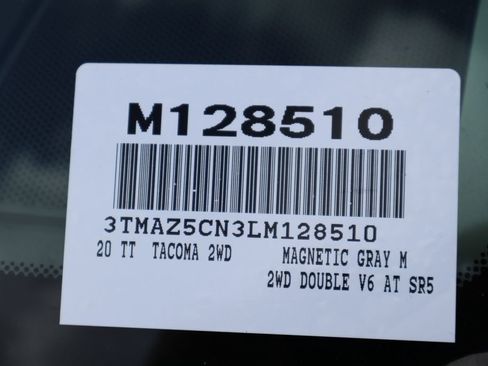 M128510
3TMAZ5CN3LM128510
20 TT TACOMA 2WD MAGNETIC GRAY M
2WD DOUBLE V6 AT SR5